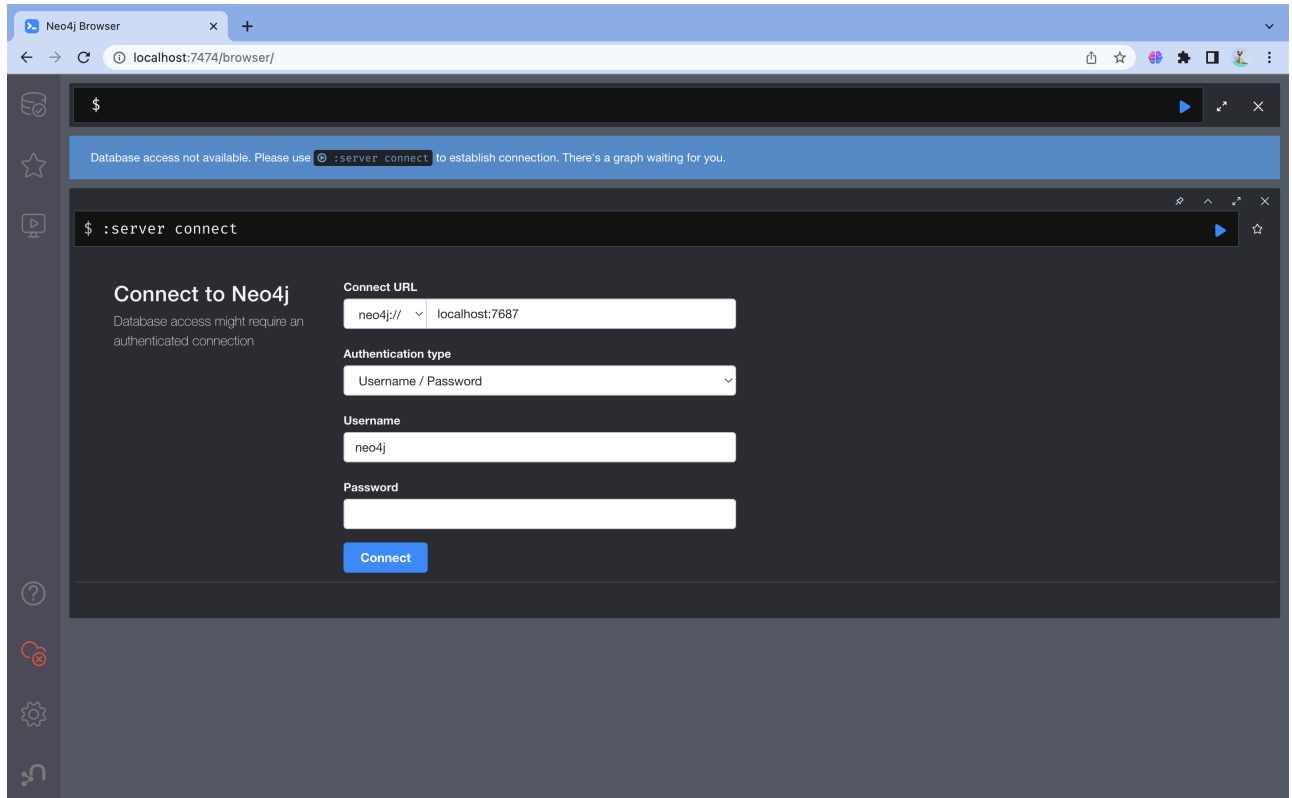 Neo4j Browser
localhost:7474/browser/
$
Database access not available. Please use :server connect to establish connection. There's a graph waiting for you.
$ :server connect
Connect to Neo4j
Database access might require an
authenticated connection
Connect URL
neo4j:// localhost:7687
Authentication type
Username / Password
Username
neo4j
Password
Connect